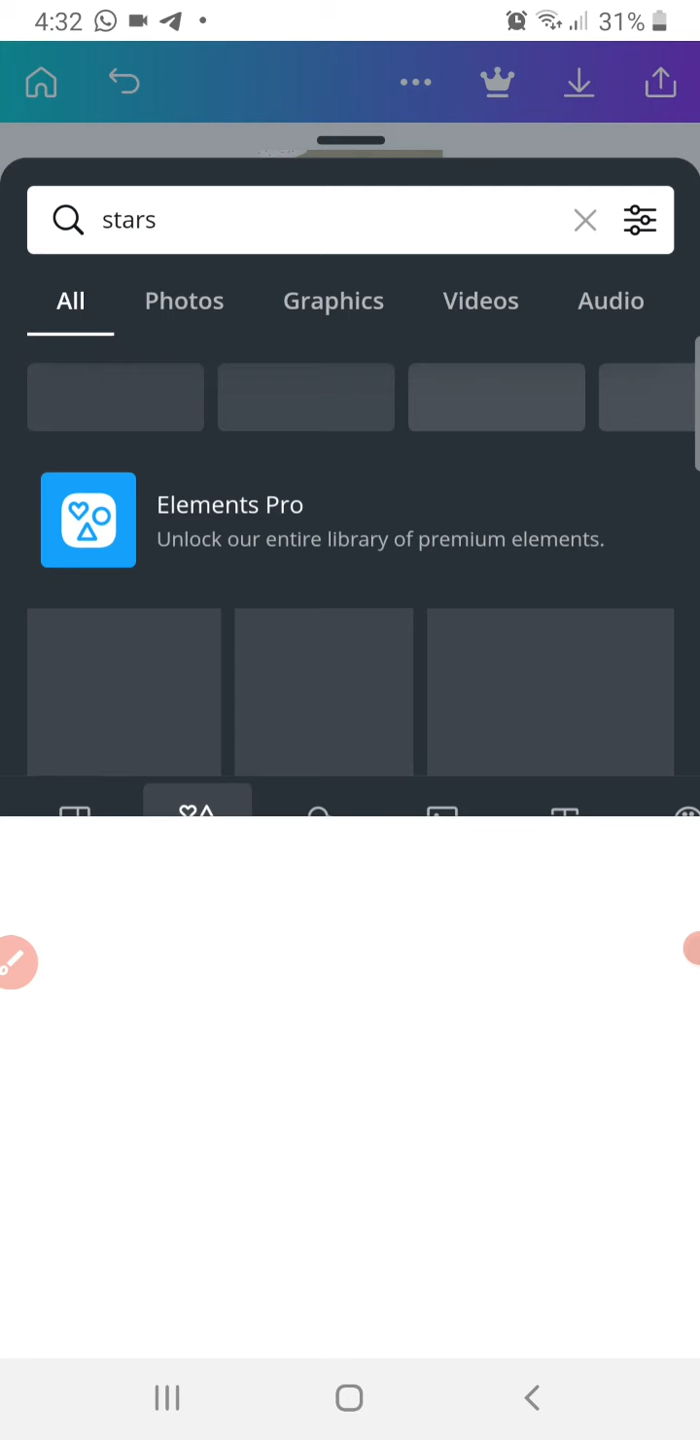 4:32 31%
stars
All Photos Graphics Videos Audio
Elements Pro
Unlock our entire library of premium elements.